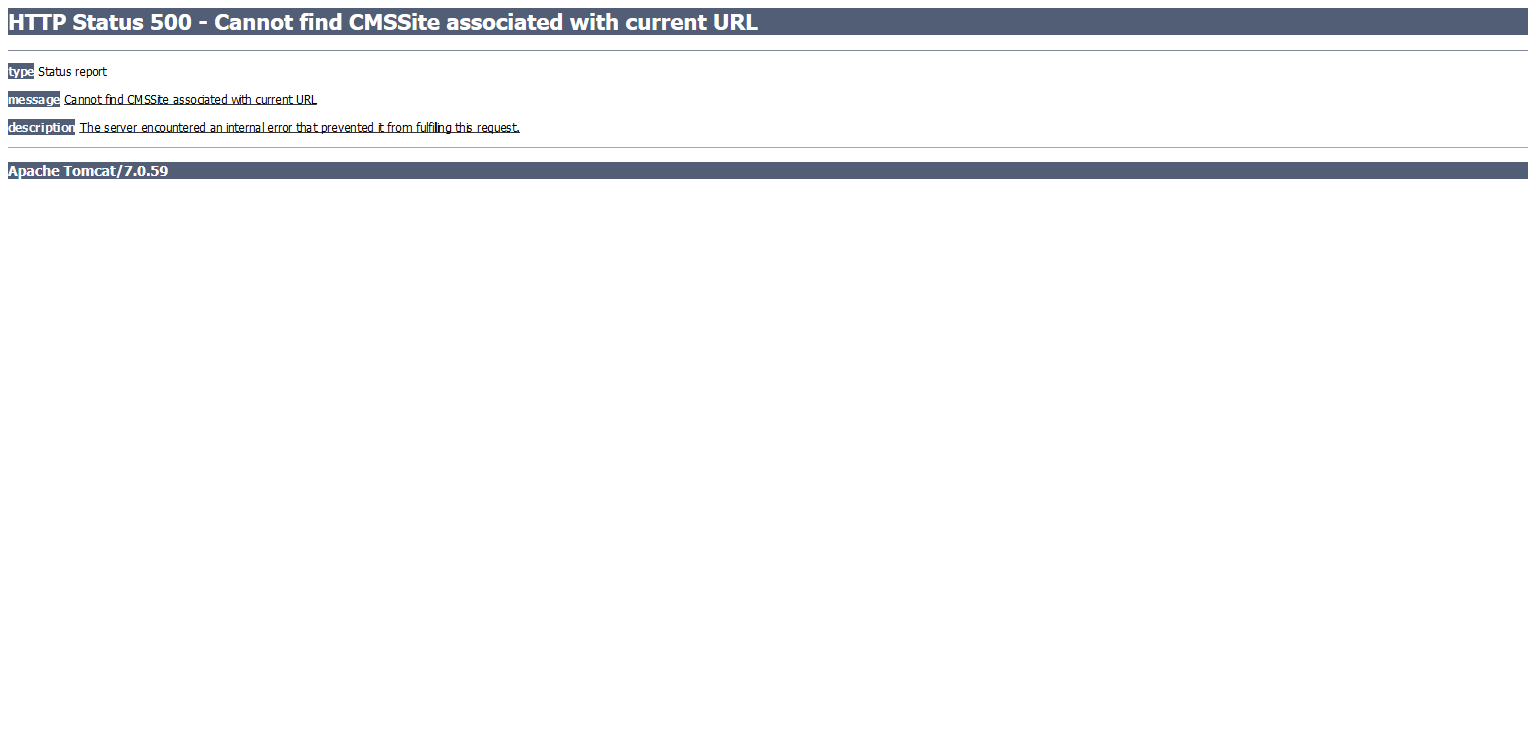 HTTP Status 500 - Cannot find CMSSite associated with current URL
type Status report
message Cannot find CMSSite associated with current URL
description The server encountered an internal error that prevented it from fulfilling this request.
Apache Tomcat/7.0.59